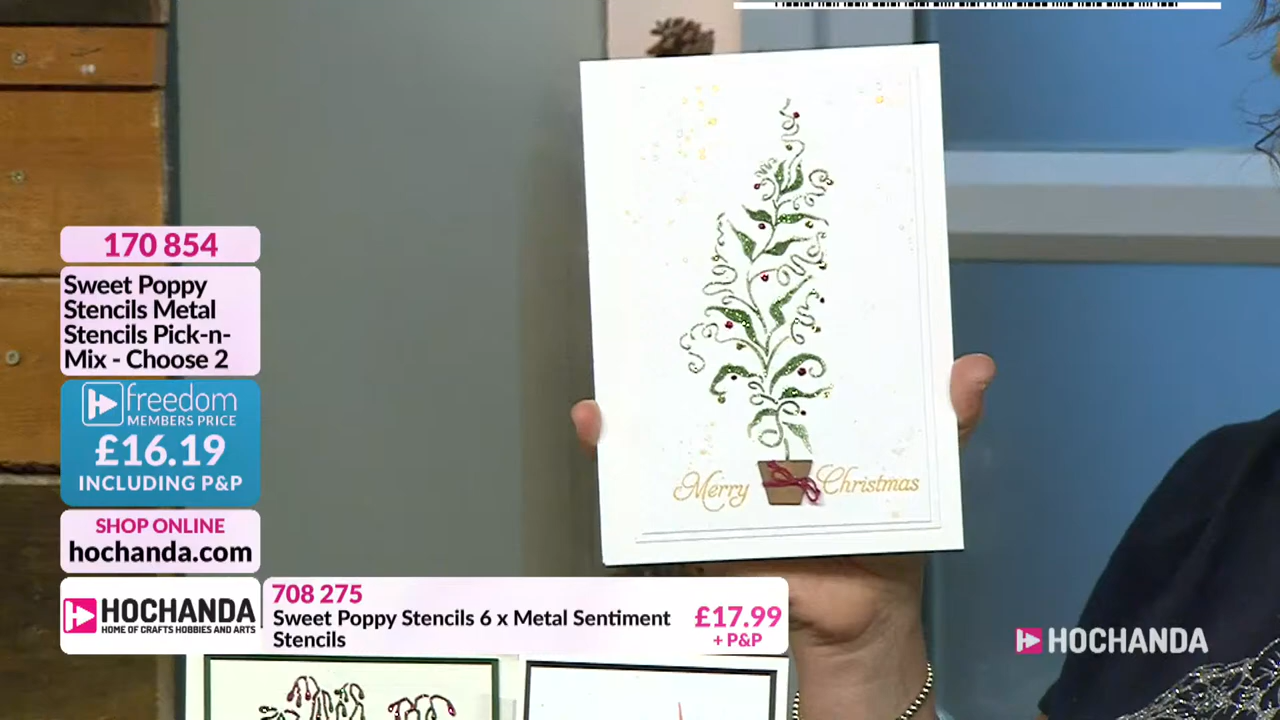 170 854
Sweet Poppy
Stencils Metal
Stencils Pick-n-
Mix - Choose 2
freedom
MEMBERS PRICE
£16.19
INCLUDING P&P
SHOP ONLINE
hochanda.com
HOCHANDA
HOME OF CRAFTS HOBBIES AND ARTS
708 275
Sweet Poppy Stencils 6 x Metal Sentiment
Stencils
£17.99
+ P&P
Merry Christmas
HOCHANDA